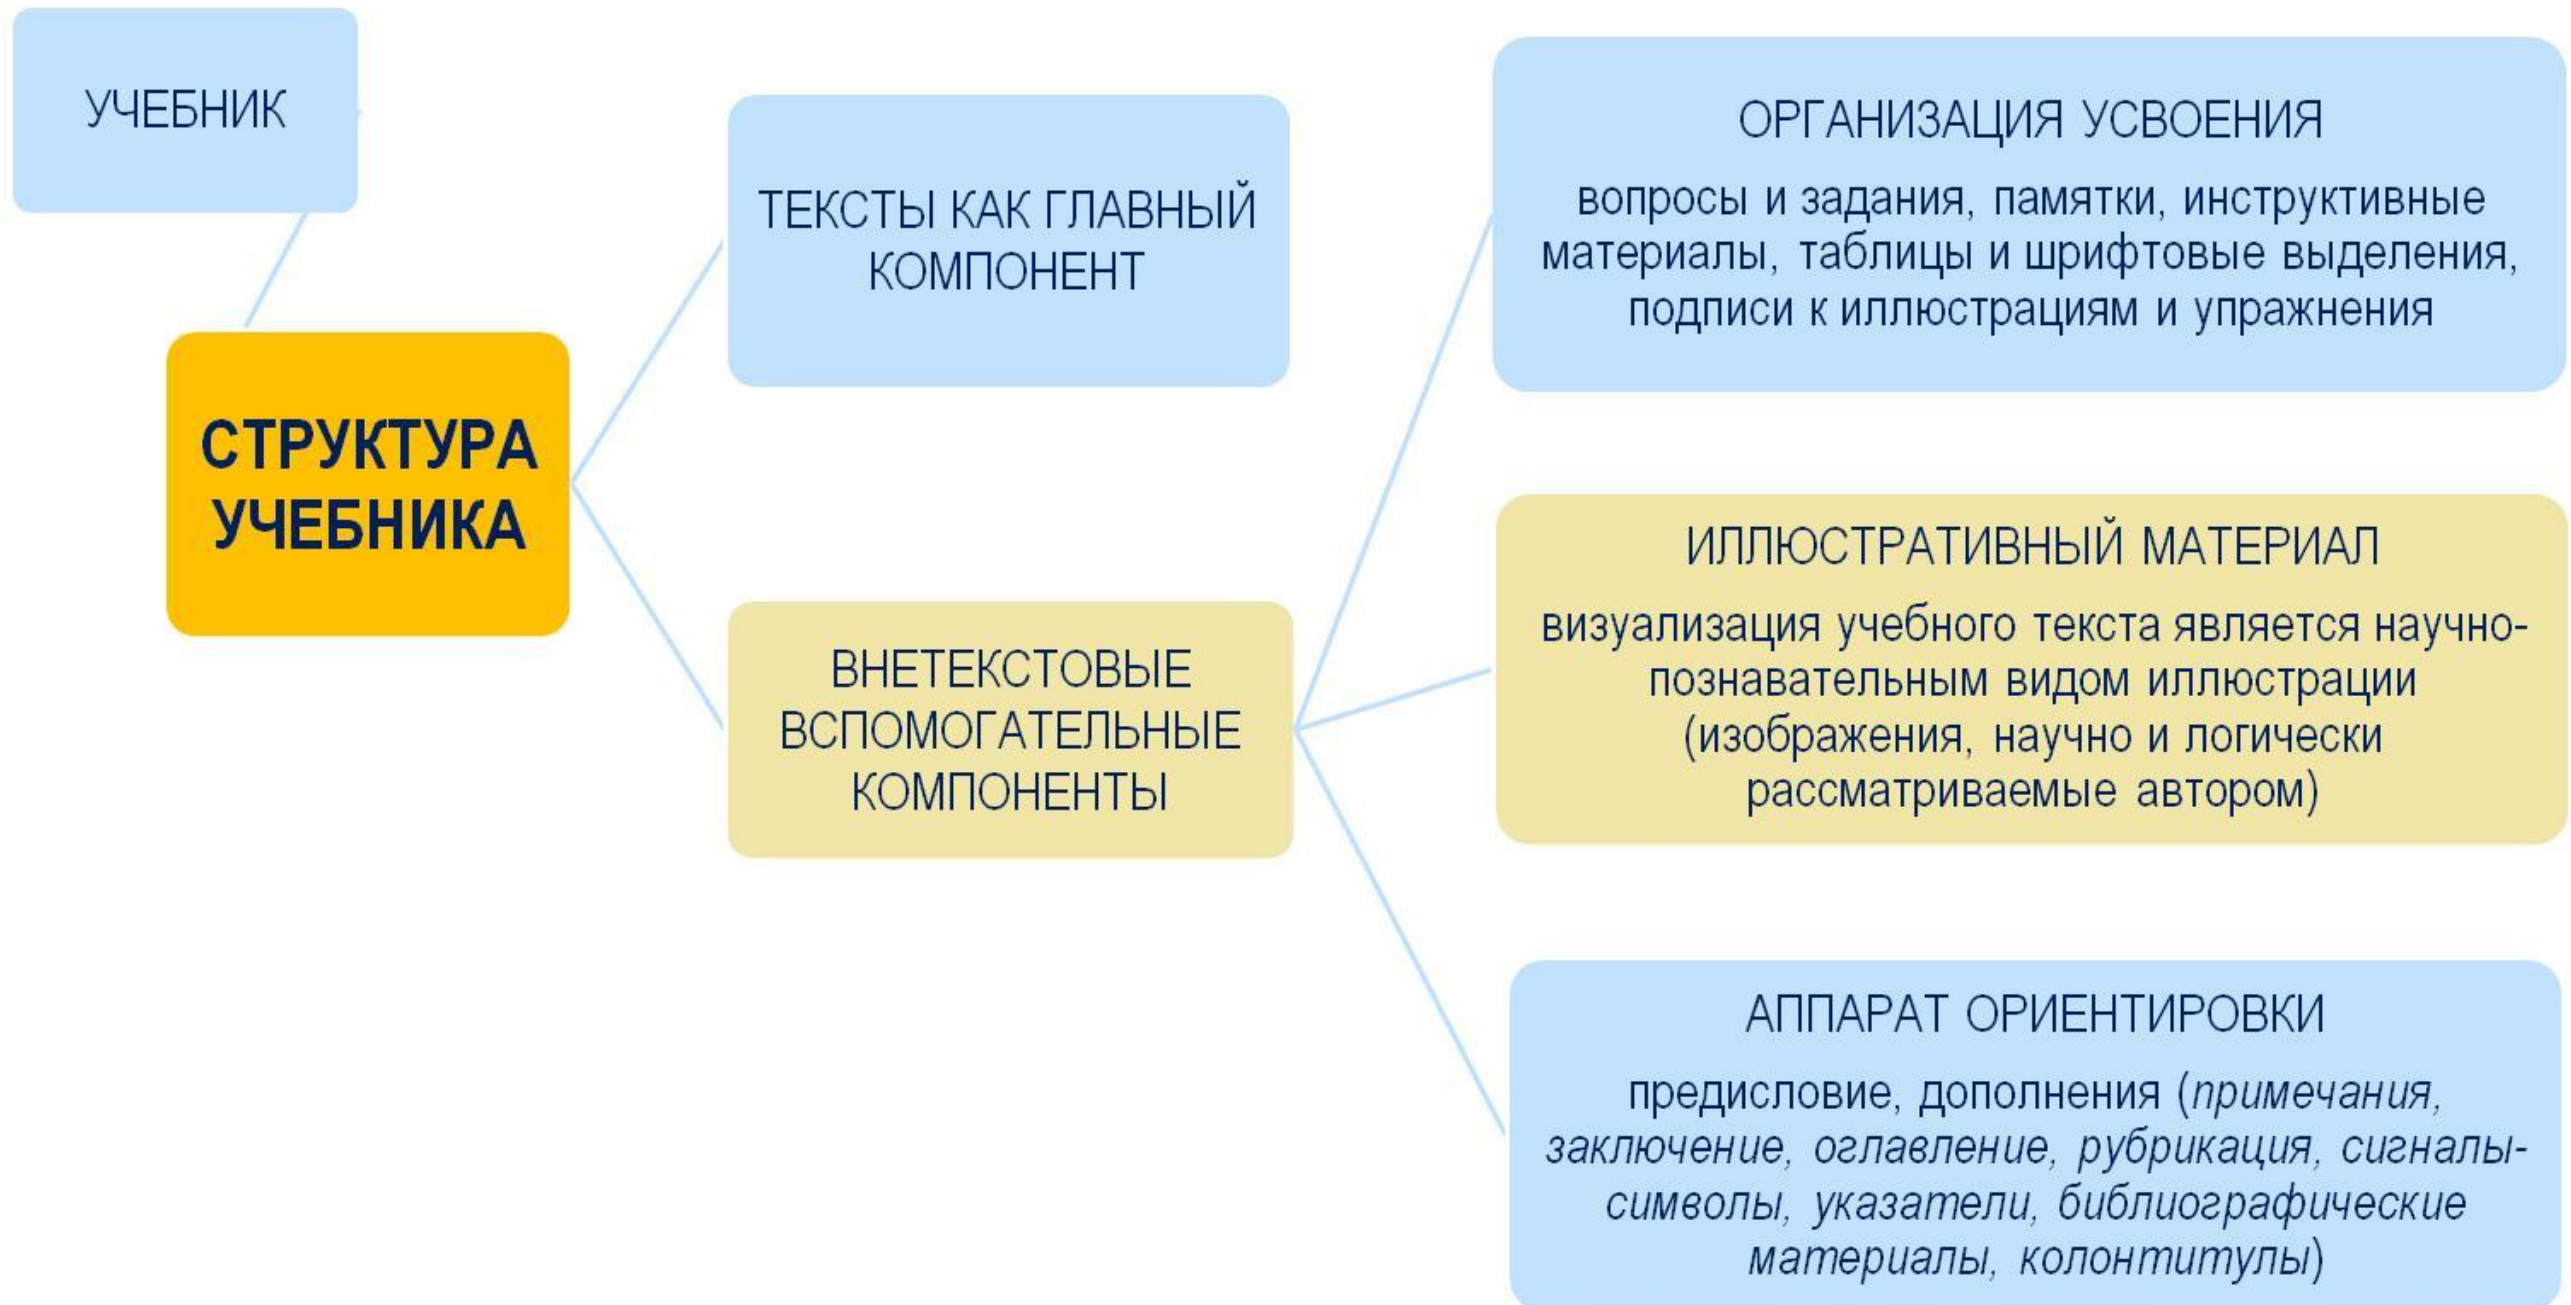 УЧЕБНИК
СТРУКТУРА
УЧЕБНИКА
ТЕКСТЫ КАК ГЛАВНЫЙ
КОМПОНЕНТ
ВНЕТЕКСТОВЫЕ
ВСПОМОГАТЕЛЬНЫЕ
КОМПОНЕНТЫ
ОРГАНИЗАЦИЯ УСВОЕНИЯ
вопросы и задания, памятки, инструктивные
материалы, таблицы и шрифтовые выделения,
подписи к иллюстрациям и упражнения
ИЛЛЮСТРАТИВНЫЙ МАТЕРИАЛ
визуализация учебного текста является научно-
познавательным видом иллюстрации
(изображения, научно и логически
рассматриваемые автором)
АППАРАТ ОРИЕНТИРОВКИ
предисловие, дополнения (примечания,
заключение, оглавление, рубрикация, сигналы-
символы, указатели, библиографические
материалы, колонтитулы)